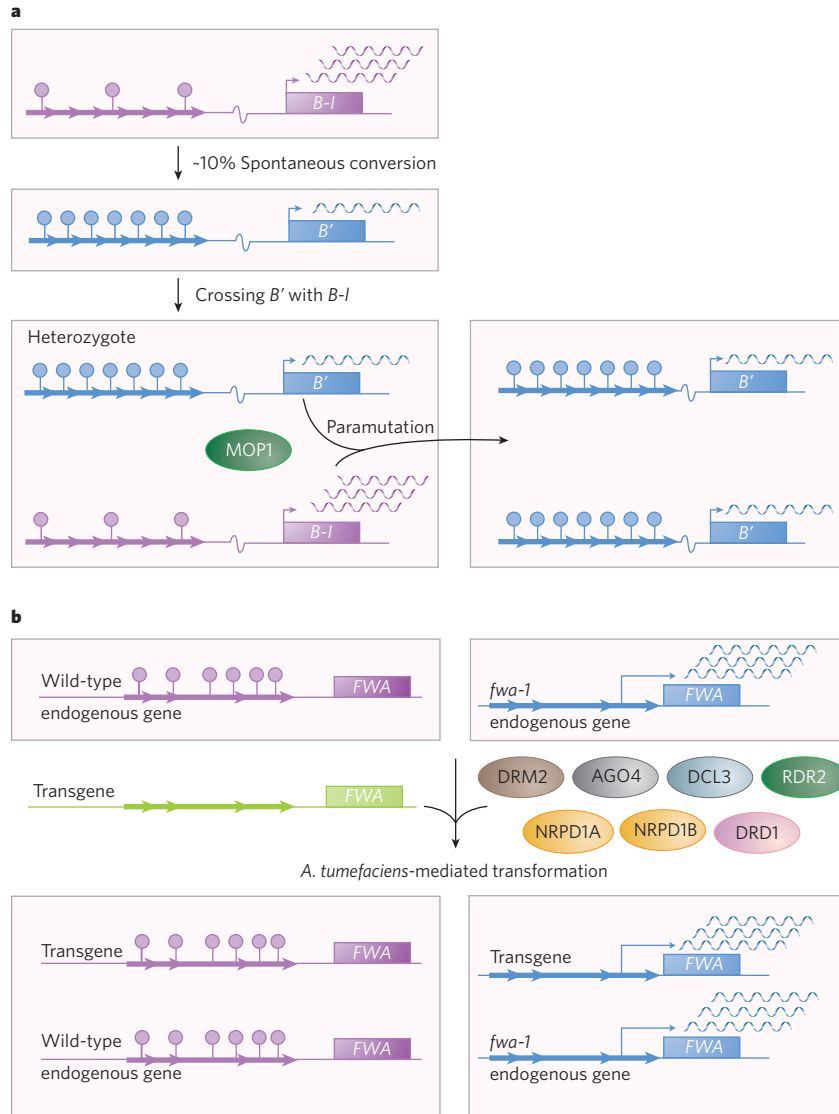 a
B-I
~10% Spontaneous conversion
B′
Crossing B′ with B-I
Heterozygote
B′
B′
Paramutation
MOP1
B-I
B′
b
Wild-type
endogenous gene
FWA
fwa-1
endogenous gene
FWA
Transgene
FWA
DRM2
AGO4
DCL3
RDR2
NRPD1A
NRPD1B
DRD1
A. tumefaciens-mediated transformation
Transgene
FWA
Transgene
FWA
Wild-type
endogenous gene
FWA
fwa-1
endogenous gene
FWA